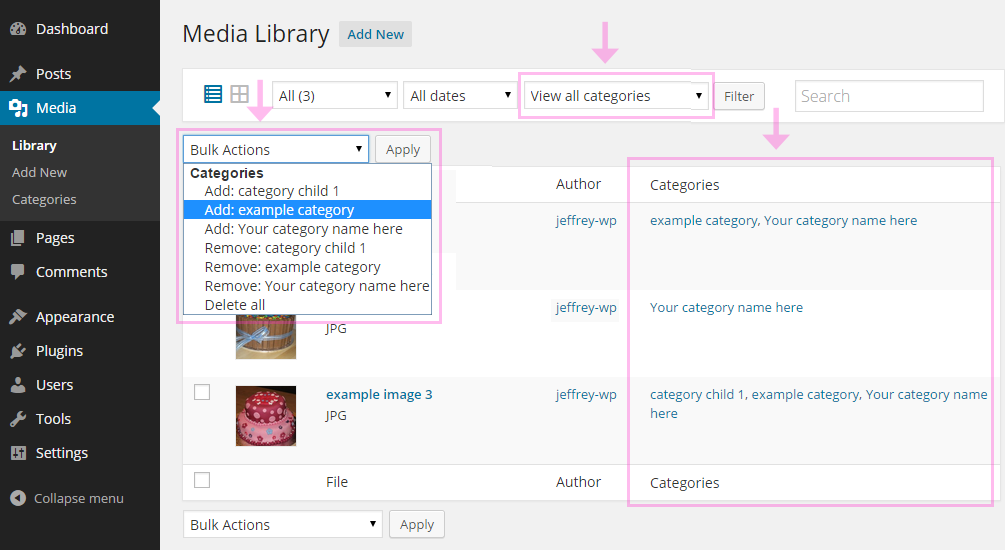 Dashboard
Posts
Media
Library
Add New
Categories
Pages
Comments
Appearance
Plugins
Users
Tools
Settings
Collapse menu
Media Library Add New
All (3) All dates View all categories Filter Search
Bulk Actions Apply
Categories
Add: category child 1
Add: example category
Add: Your category name here
Remove: category child 1
Remove: example category
Remove: Your category name here
Delete all
Author Categories
jeffrey-wp example category, Your category name here
jeffrey-wp Your category name here
JPG
example image 3 jeffrey-wp category child 1, example category, Your category name
here
JPG
File Author Categories
Bulk Actions Apply